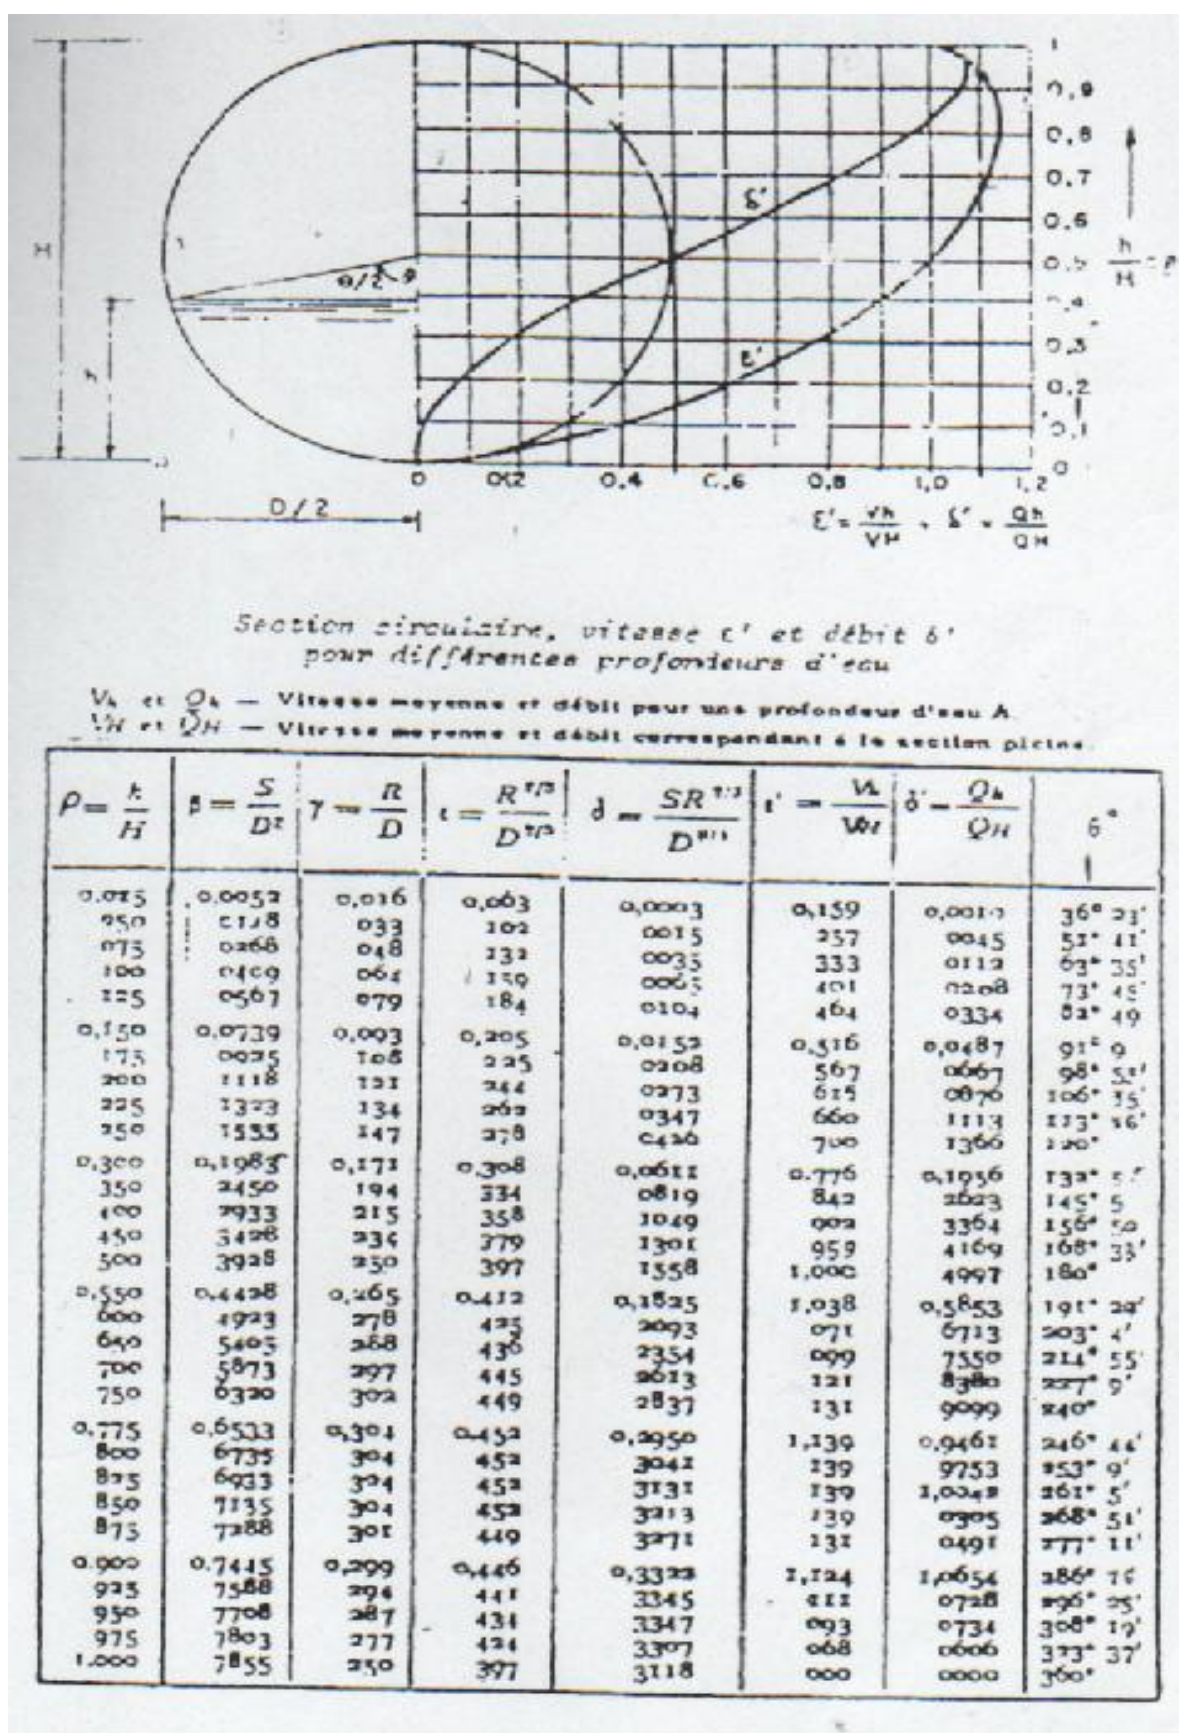 H
h
θ/2
D/2
δ'
ε'
1
0,9
0,8
0,7
0,6
0,5
0,4
0,3
0,2
0,1
0
h/H = ρ
0 0,2 0,4 0,6 0,8 1,0 1,2
ε' = Vh/VH , δ' = Qh/QH
Section circulaire, vitesse ε' et débit δ'
pour différentes profondeurs d'eau
Vh et Qh — Vitesse moyenne et débit pour une profondeur d'eau h
VH et QH — Vitesse moyenne et débit correspondant à la section pleine.
ρ = h/H β = S/D² γ = R/D = R^2/3 / D^2/3 = SR^2/3 / D^8/3 ε' = Vh/VH δ' = Qh/QH
0,025 0,0052 0,016 0,063 0,0003 0,159 0,0010 36° 23'
050 033 102 0015 257 0045 41'
075 0268 048 132 0035 333 0112 63° 35'
100 0409 064 159 0065 401 0208 73° 45'
125 0567 079 184 0104 464 0334 82° 49
0,150 0,0739 0,093 0,205 0,0152 0,516 0,0487 91° 9
175 0925 108 225 0208 567 0667 98°
200 1118 121 244 0273 615 0876 106°
225 1323 134 262 0347 660 1113 113°
250 1535 147 278 0426 700 1366 120°
0,300 0,1983 0,171 0,308 0,0611 0.776 0,1956 132°
350 2450 194 334 0819 842 2623 145° 5
400 2933 215 358 1049 902 3364 156° 50
450 3428 234 379 1301 959 4169 168° 33'
500 3928 250 397 1558 1,000 4997 180°
0,550 0.4428 0,265 0.412 0,1825 1,038 0,5853 191° 29'
600 4923 278 425 2093 071 6713 203° 4'
650 5405 288 436 2354 099 7550 214° 55'
700 5873 297 445 2613 121 8380 227° 9'
750 6320 302 449 2837 131 9099 240°
0.775 0,6533 0,304 0.452 0,2950 1,139 0,9461 246° 44'
800 6735 304 452 3041 139 9753 253° 9'
825 6933 304 452 3131 139 1,0042 261° 5'
850 7135 304 452 3213 139 0305 268° 51'
875 7288 301 449 3271 131 0491 277° 11'
0.900 0.7445 0,299 0,446 0,3322 1,124 1,0654 286°
925 7588 294 441 3345 111 0728 296° 25'
950 7708 287 434 3347 093 0734 308° 19'
975 7803 277 424 3307 068 0606 323° 37'
1.000 7855 250 397 3118 000 0000 360°